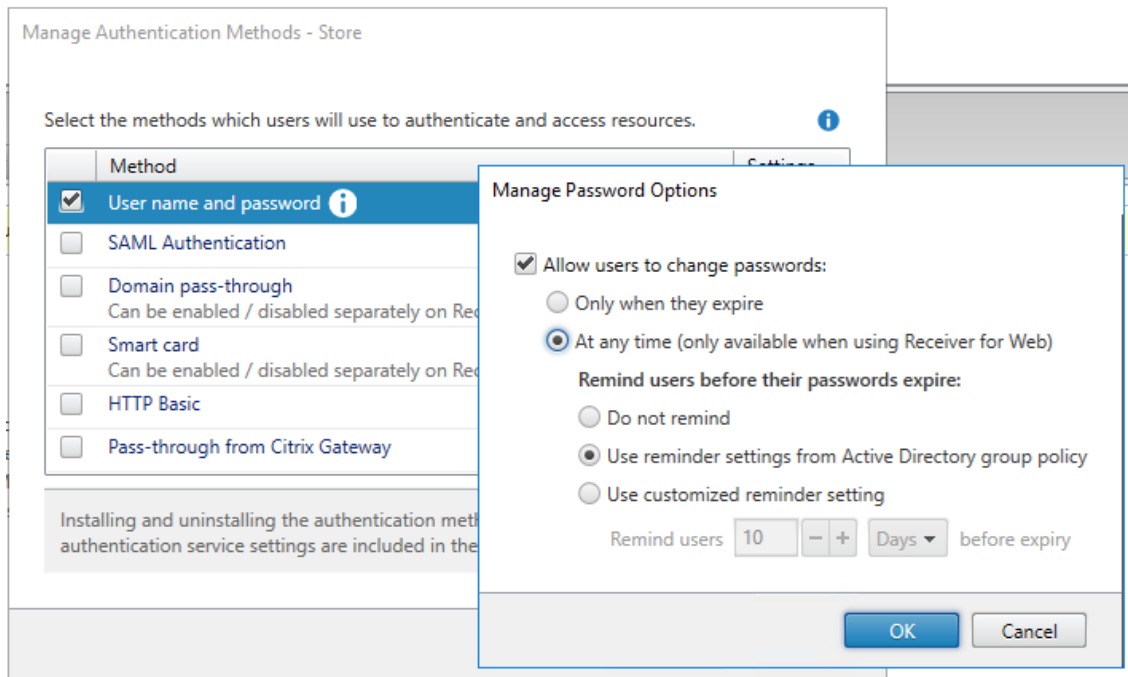 Manage Authentication Methods - Store
Select the methods which users will use to authenticate and access resources.
Method
User name and password
SAML Authentication
Domain pass-through
Can be enabled / disabled separately on Rec
Smart card
Can be enabled / disabled separately on Rec
HTTP Basic
Pass-through from Citrix Gateway
Installing and uninstalling the authentication met
authentication service settings are included in the
Manage Password Options
Allow users to change passwords:
Only when they expire
At any time (only available when using Receiver for Web)
Remind users before their passwords expire:
Do not remind
Use reminder settings from Active Directory group policy
Use customized reminder setting
Remind users 10 − + Days before expiry
OK Cancel